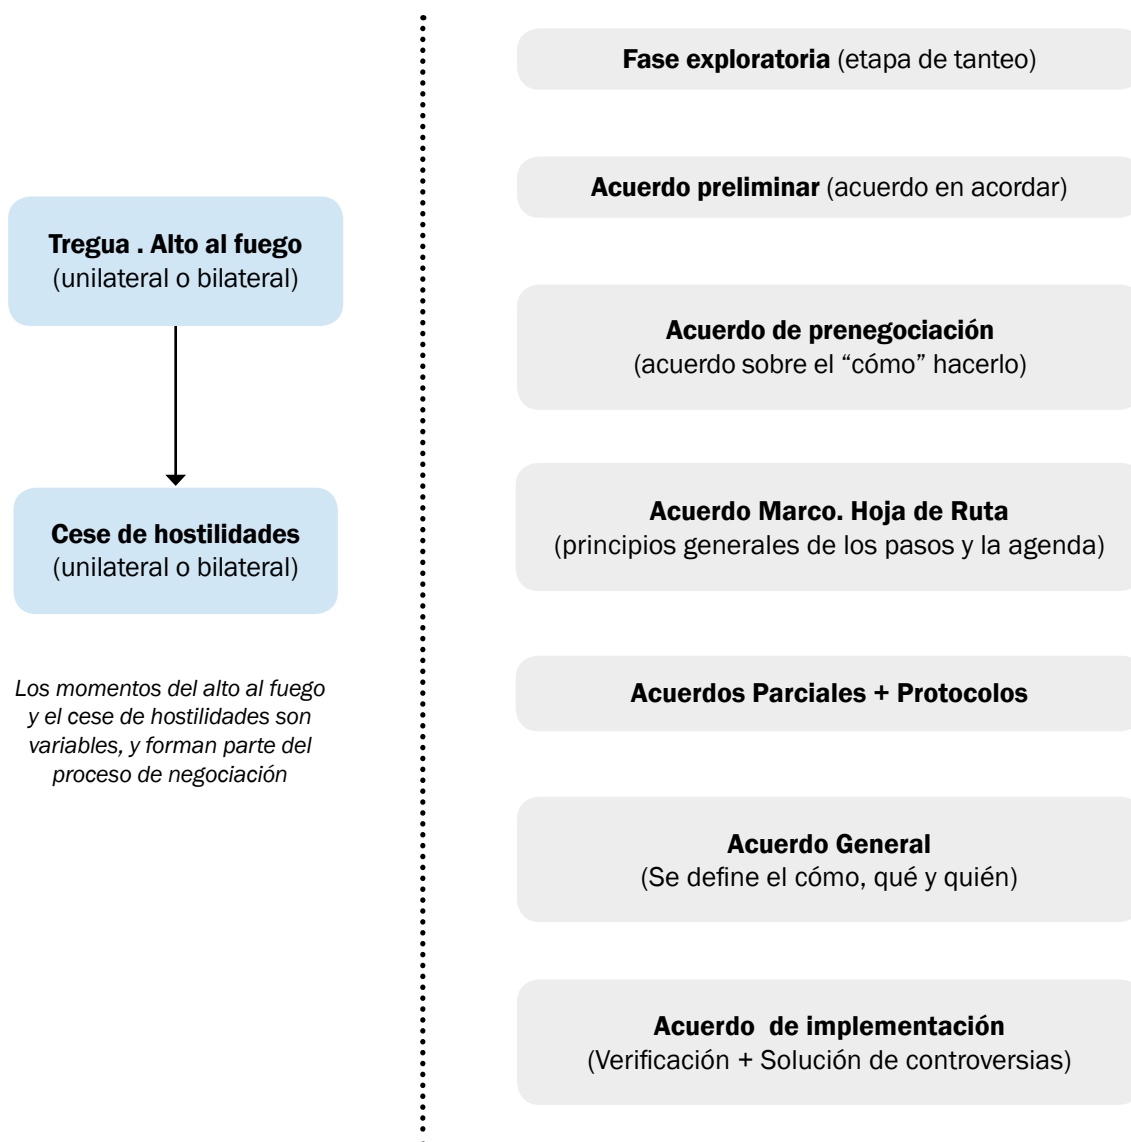 Tregua . Alto al fuego
(unilateral o bilateral)
Cese de hostilidades
(unilateral o bilateral)
Los momentos del alto al fuego
y el cese de hostilidades son
variables, y forman parte del
proceso de negociación
Fase exploratoria (etapa de tanteo)
Acuerdo preliminar (acuerdo en acordar)
Acuerdo de prenegociación
(acuerdo sobre el “cómo” hacerlo)
Acuerdo Marco. Hoja de Ruta
(principios generales de los pasos y la agenda)
Acuerdos Parciales + Protocolos
Acuerdo General
(Se define el cómo, qué y quién)
Acuerdo  de implementación
(Verificación + Solución de controversias)